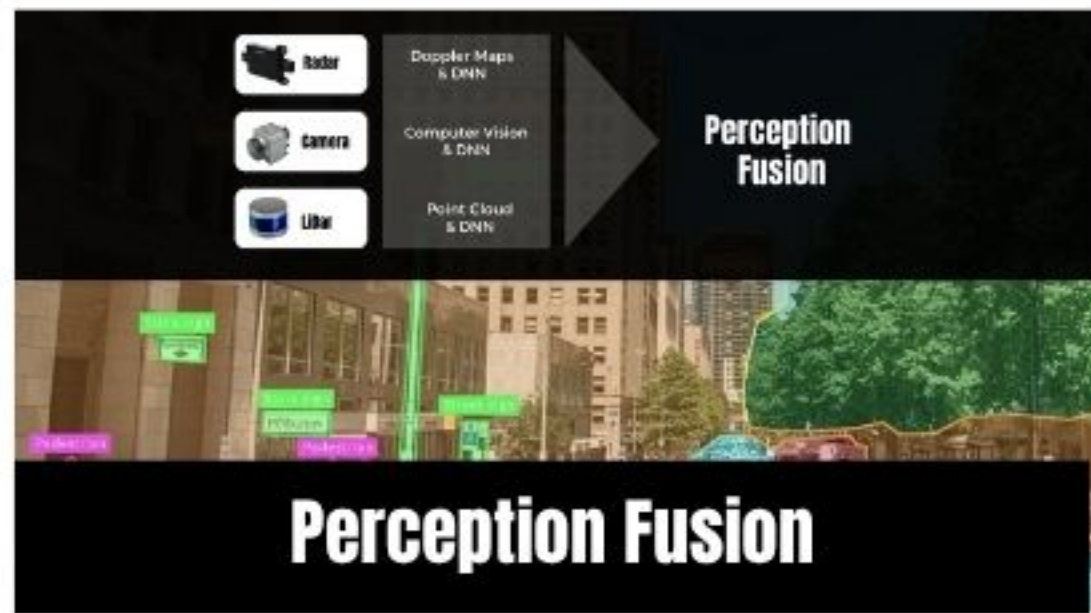 Radar
Doppler Maps
& DNN
Camera
Computer Vision
& DNN
LiDar
Point Cloud
& DNN
Perception
Fusion
Pedestrian
Pedestrian
Perception Fusion